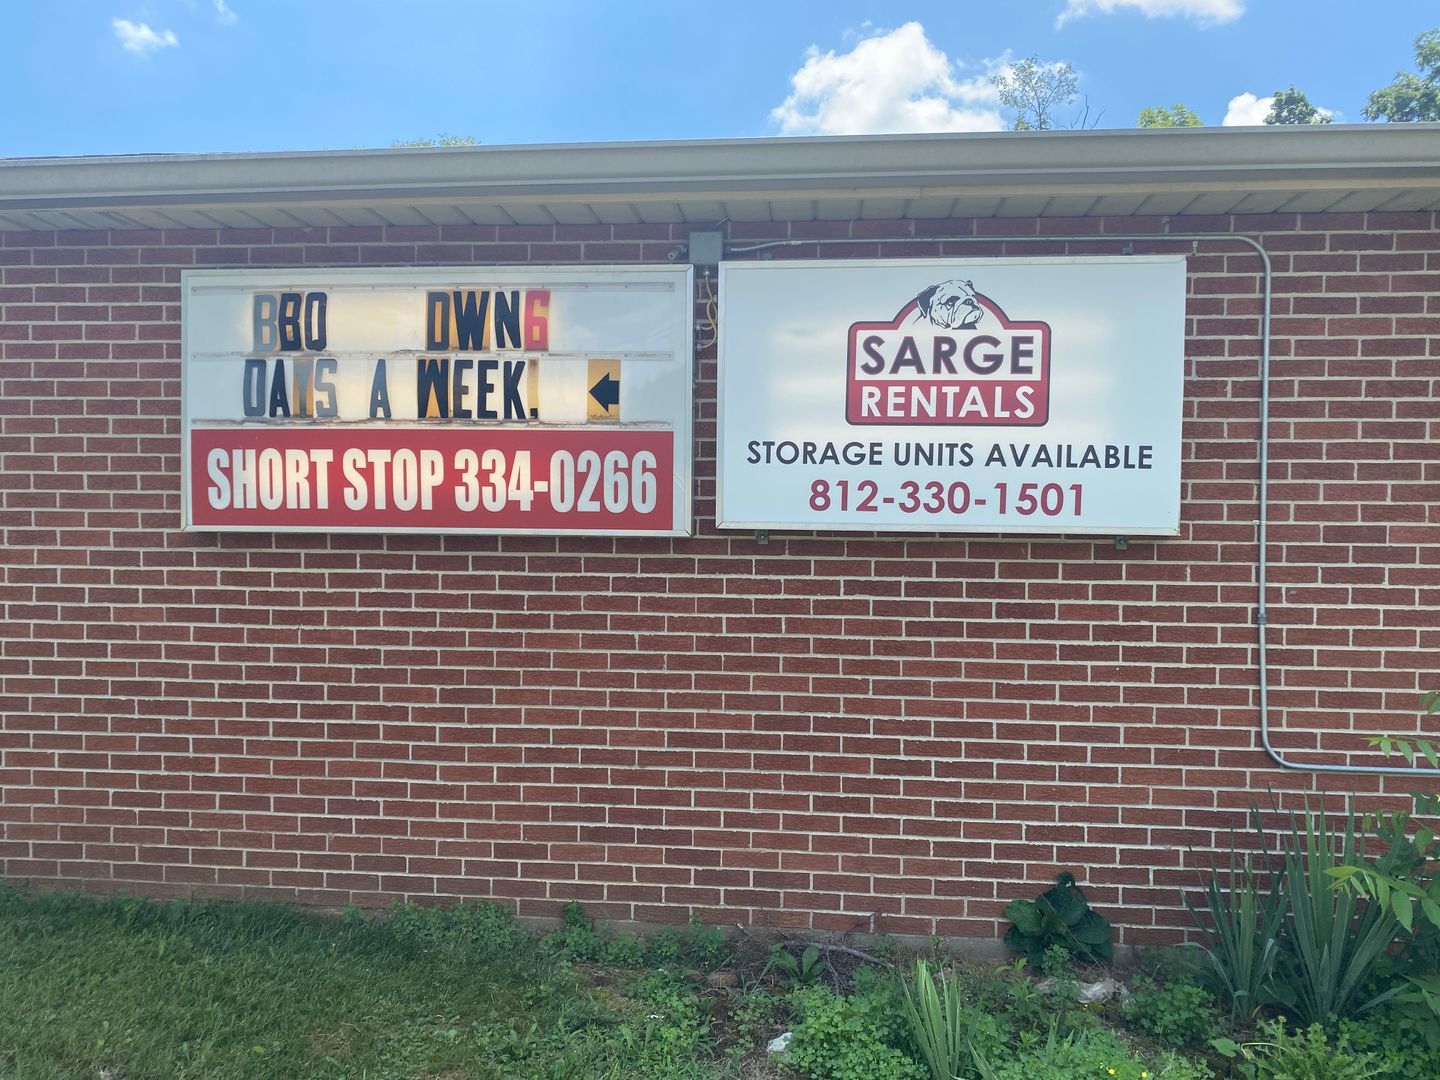 BBQ DWN6
DAYS A WEEK!
SHORT STOP 334-0266
SARGE
RENTALS
STORAGE UNITS AVAILABLE
812-330-1501